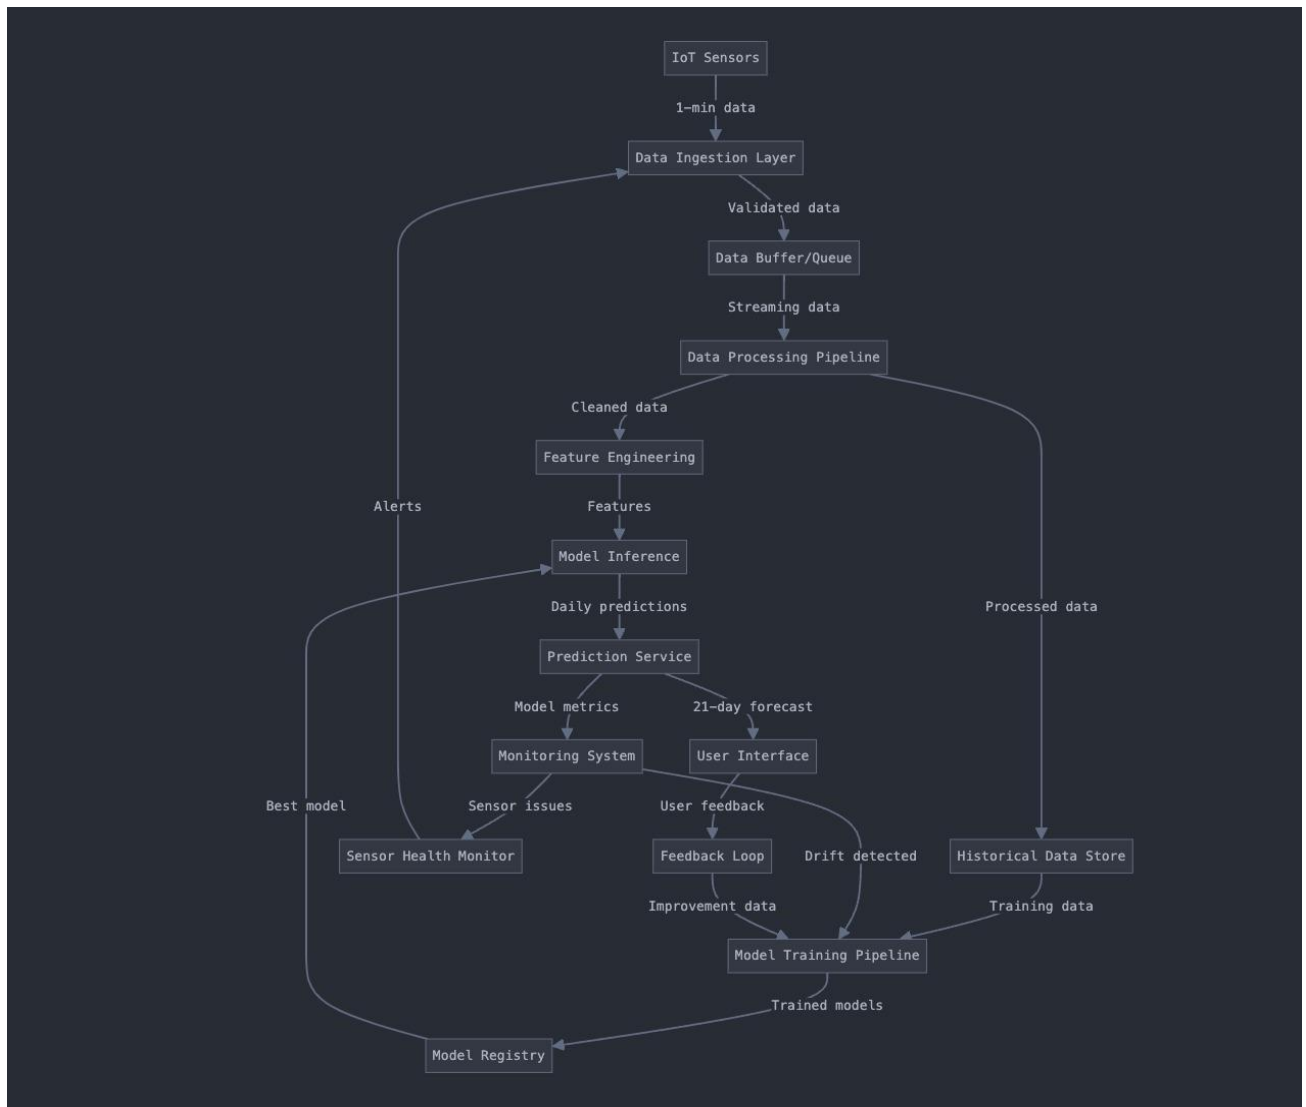 IoT Sensors
1-min data
Data Ingestion Layer
Validated data
Data Buffer/Queue
Streaming data
Data Processing Pipeline
Cleaned data
Feature Engineering
Alerts
Features
Model Inference
Daily predictions
Processed data
Prediction Service
Model metrics
21-day forecast
Monitoring System
User Interface
Best model
Sensor issues
User feedback
Sensor Health Monitor
Feedback Loop
Drift detected
Historical Data Store
Improvement data
Training data
Model Training Pipeline
Trained models
Model Registry